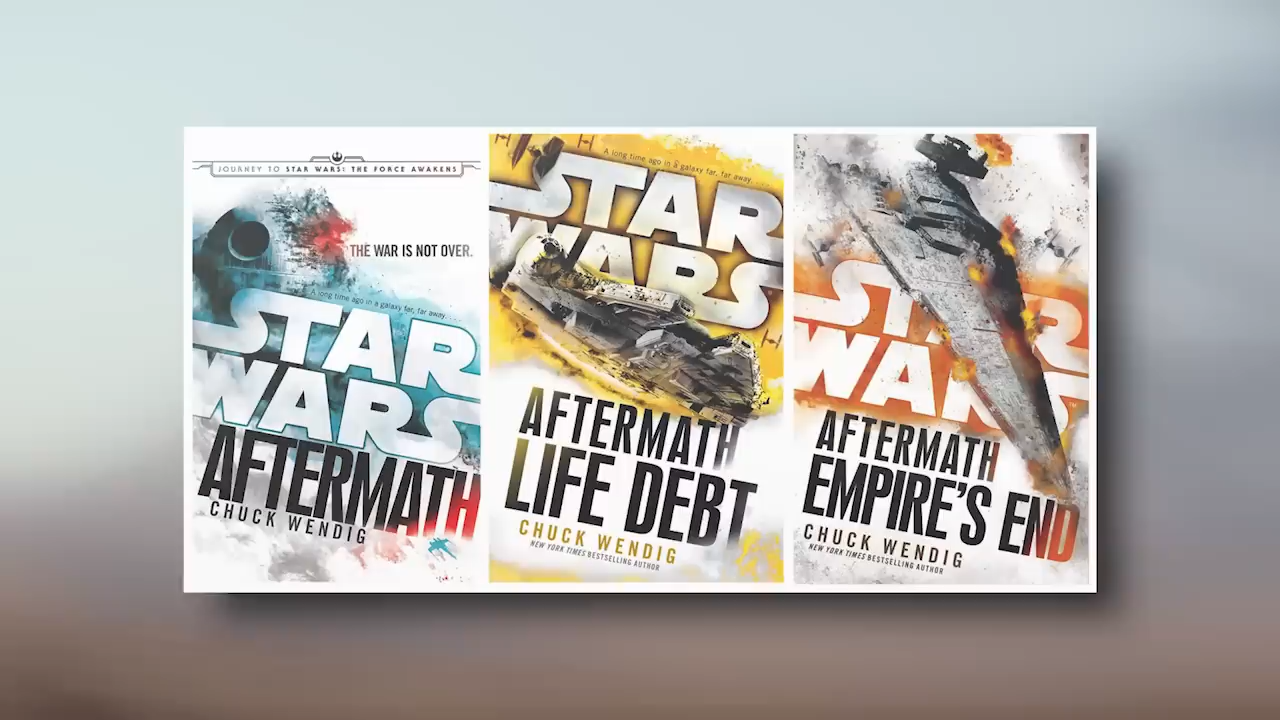 JOURNEY TO STAR WARS: THE FORCE AWAKENS
THE WAR IS NOT OVER.
A long time ago in a galaxy far, far away.
STAR
WARS
AFTERMATH
CHUCK WENDIG
A long time ago in a galaxy far, far away.
STAR
WARS
AFTERMATH
LIFE DEBT
CHUCK WENDIG
NEW YORK TIMES BESTSELLING AUTHOR
STAR
WARS
AFTERMATH
EMPIRE'S END
CHUCK WENDIG
NEW YORK TIMES BESTSELLING AUTHOR